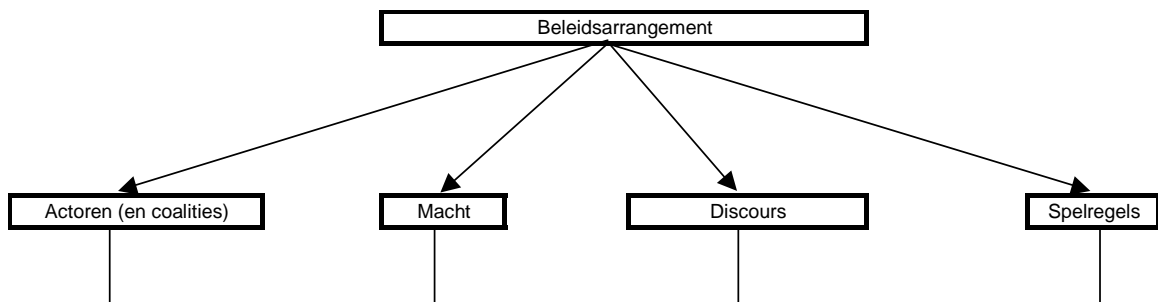 Beleidsarrangement
Actoren (en coalities)
Macht
Discours
Spelregels